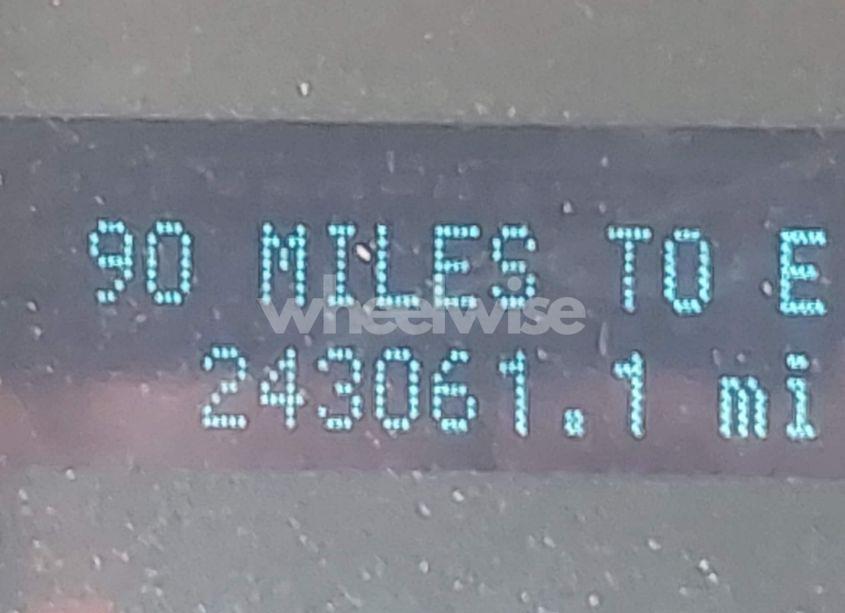 90 MILES TO E
wheelwise
243061.1 mi